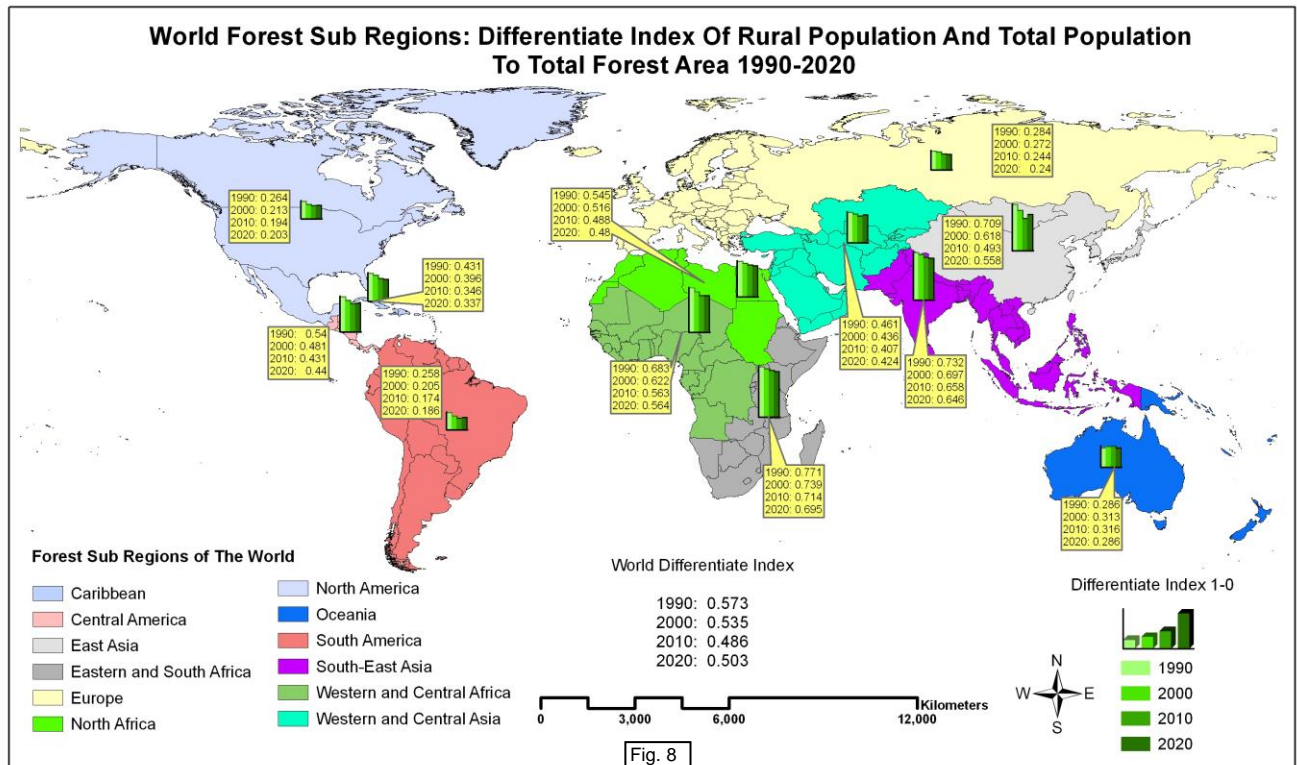 World Forest Sub Regions: Differentiate Index Of Rural Population And Total Population
To Total Forest Area 1990-2020
1990: 0.284
2000: 0.272
2010: 0.244
2020: 0.24
1990: 0.264
2000: 0.213
2010: 0.194
2020: 0.203
1990: 0.545
2000: 0.516
2010: 0.488
2020: 0.48
1990: 0.709
2000: 0.618
2010: 0.493
2020: 0.558
1990: 0.431
2000: 0.396
2010: 0.346
2020: 0.337
1990: 0.54
2000: 0.481
2010: 0.431
2020: 0.44
1990: 0.461
2000: 0.436
2010: 0.407
2020: 0.424
1990: 0.732
2000: 0.697
2010: 0.658
2020: 0.646
1990: 0.683
2000: 0.622
2010: 0.563
2020: 0.564
1990: 0.258
2000: 0.205
2010: 0.174
2020: 0.186
1990: 0.771
2000: 0.739
2010: 0.714
2020: 0.695
1990: 0.286
2000: 0.313
2010: 0.316
2020: 0.286
Forest Sub Regions of The World
Caribbean
Central America
East Asia
Eastern and South Africa
Europe
North Africa
North America
Oceania
South America
South-East Asia
Western and Central Africa
Western and Central Asia
World Differentiate Index
1990: 0.573
2000: 0.535
2010: 0.486
2020: 0.503
Kilometers
0 3,000 6,000 12,000
Fig. 8
N
W E
S
Differentiate Index 1-0
1990
2000
2010
2020